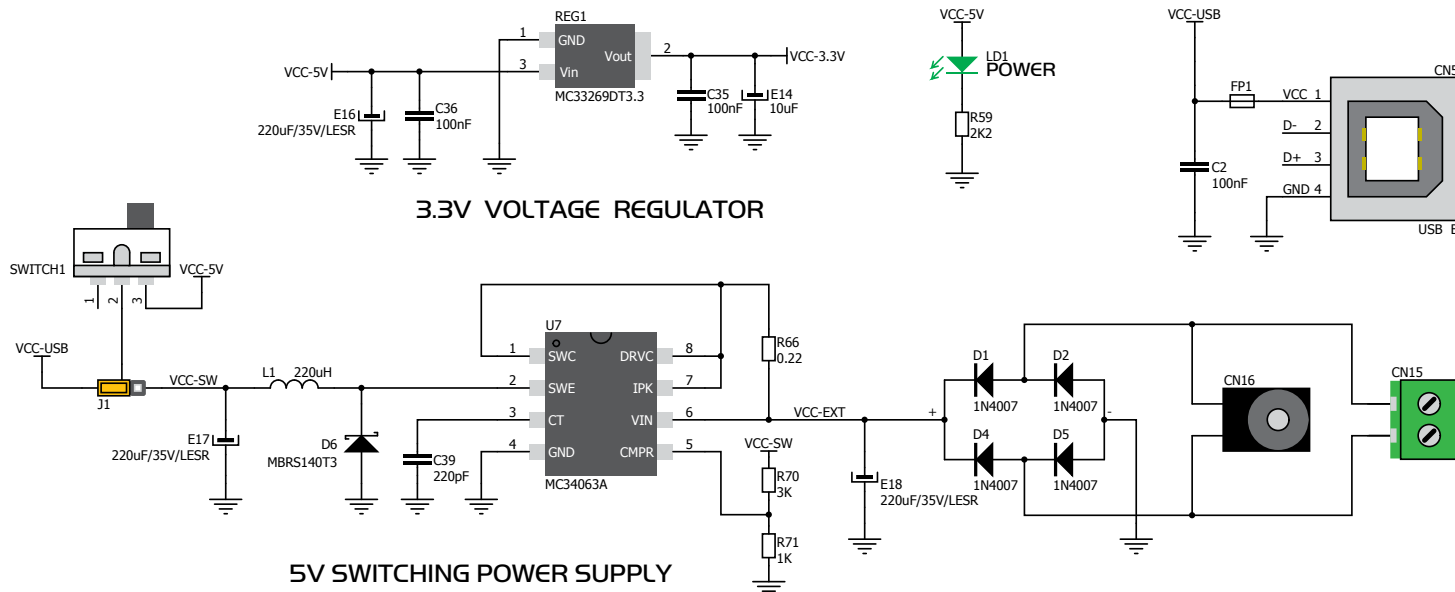 REG1
1 GND
Vout 2
3 Vin
VCC-5V
VCC-3.3V
MC33269DT3.3
E16
220uF/35V/LESR
C36
100nF
C35
100nF
E14
10uF
3.3V VOLTAGE REGULATOR
VCC-5V
LD1
POWER
R59
2K2
VCC-USB
FP1
CN5
VCC 1
D- 2
D+ 3
GND 4
C2
100nF
USB B
SWITCH1
1
2
3
VCC-5V
VCC-USB
J1
VCC-SW
L1 220uH
E17
220uF/35V/LESR
D6
MBRS140T3
C39
220pF
U7
1 SWC
2 SWE
3 CT
4 GND
DRVC 8
IPK 7
VIN 6
CMPR 5
MC34063A
R66
0.22
VCC-EXT
VCC-SW
R70
3K
R71
1K
E18
220uF/35V/LESR
+
-
D1
1N4007
D2
1N4007
D4
1N4007
D5
1N4007
CN16
CN15
5V SWITCHING POWER SUPPLY